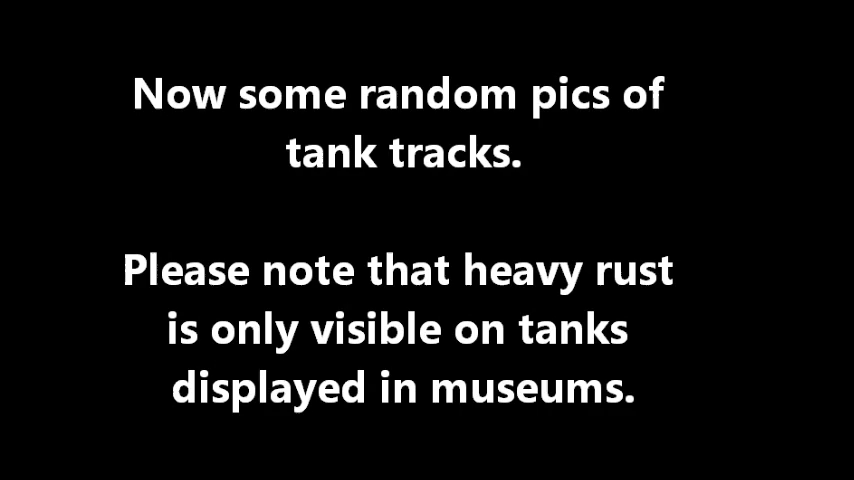 Now some random pics of
tank tracks.
Please note that heavy rust
is only visible on tanks
displayed in museums.